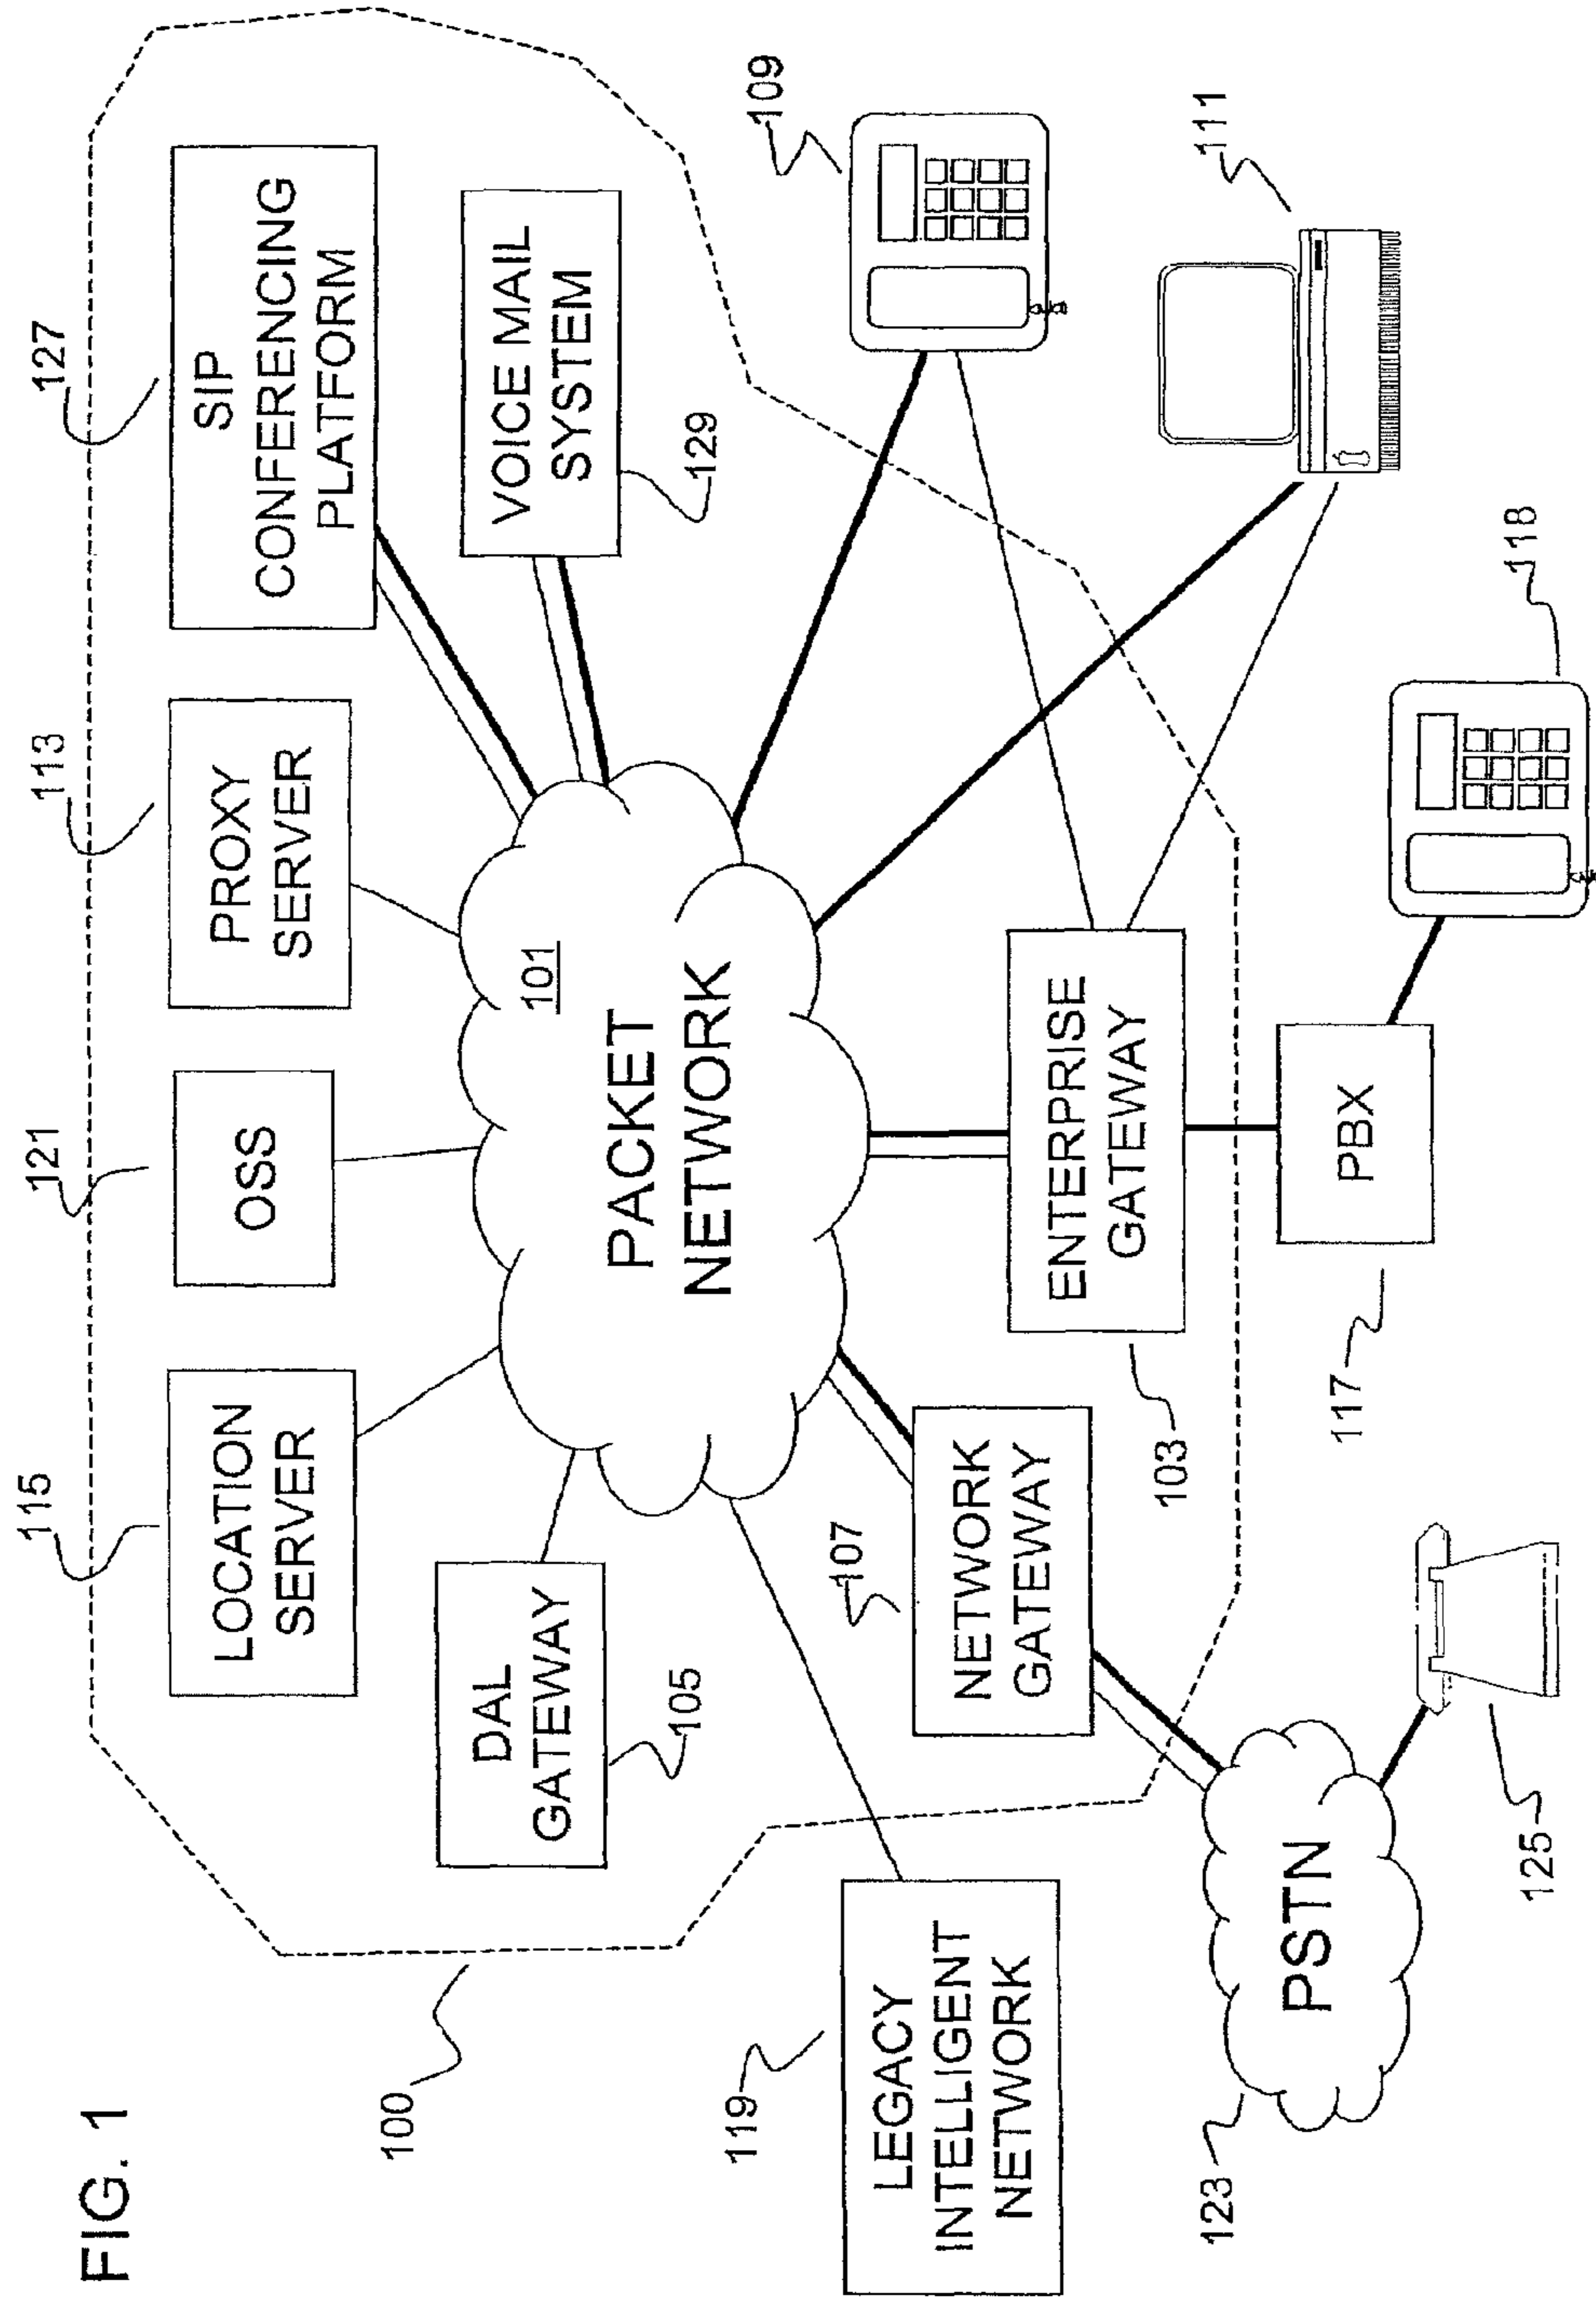 FIG. 1
100
115
121
113
127
LOCATION
SERVER
OSS
PROXY
SERVER
SIP
CONFERENCING
PLATFORM
DAL
GATEWAY
105
101
PACKET
NETWORK
VOICE MAIL
SYSTEM
129
119
LEGACY
INTELLIGENT
NETWORK
107
NETWORK
GATEWAY
ENTERPRISE
GATEWAY
103
109
111
123
PSTN
125
117
PBX
118